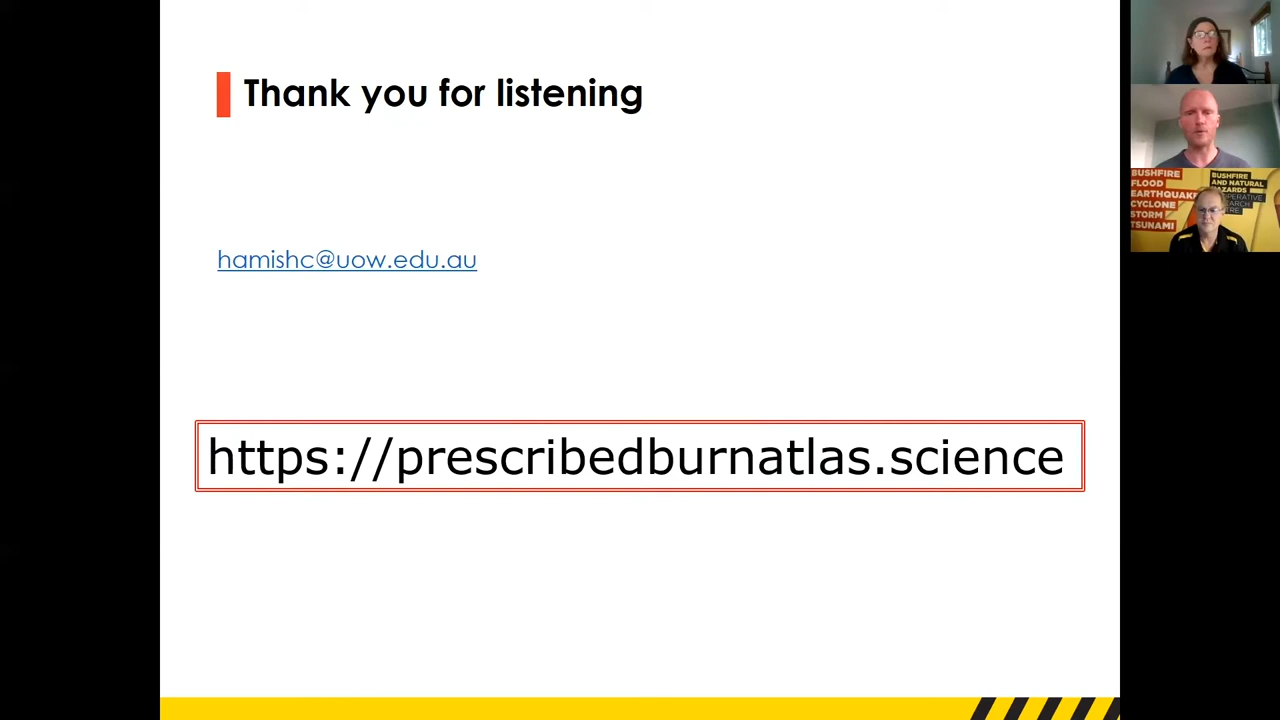 Thank you for listening
hamishc@uow.edu.au
https://prescribedburnatlas.science
BUSHFIRE
FLOOD
EARTHQUAKE
CYCLONE
STORM
TSUNAMI
BUSHFIRE
AND NATURAL
HAZARDS